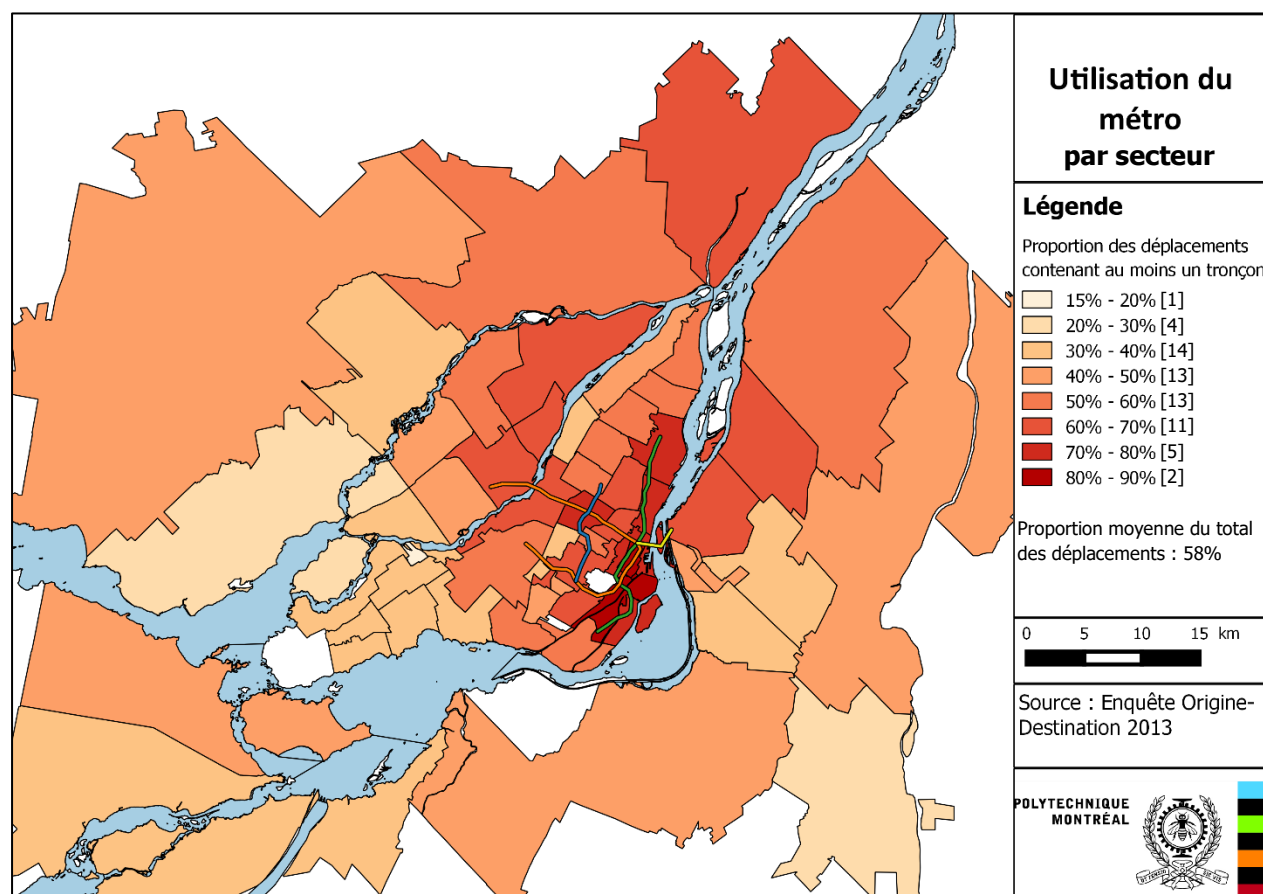 Utilisation du
métro
par secteur
Légende
Proportion des déplacements
contenant au moins un tronçon
15% - 20% [1]
20% - 30% [4]
30% - 40% [14]
40% - 50% [13]
50% - 60% [13]
60% - 70% [11]
70% - 80% [5]
80% - 90% [2]
Proportion moyenne du total
des déplacements : 58%
0 5 10 15 km
Source : Enquête Origine-
Destination 2013
POLYTECHNIQUE
MONTRÉAL